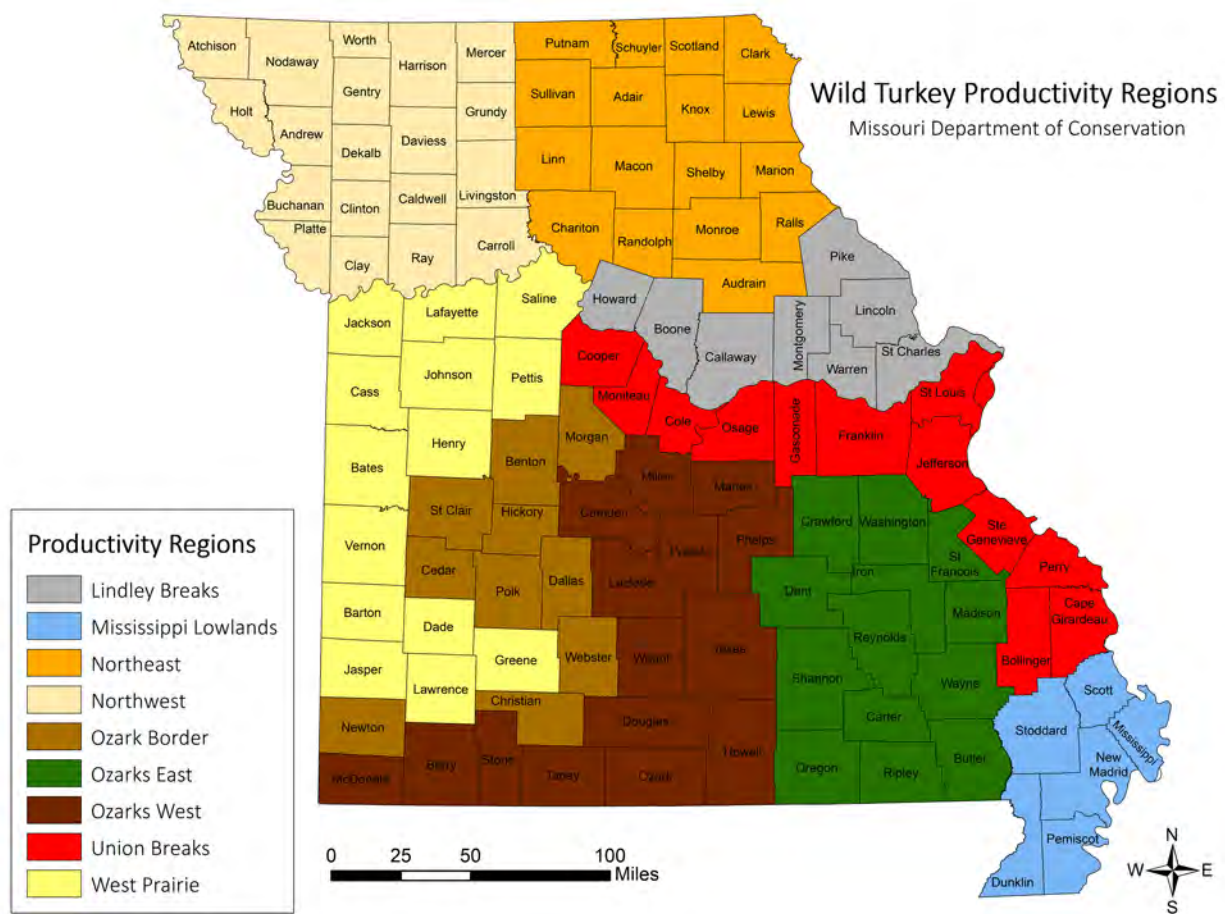 Wild Turkey Productivity Regions
Missouri Department of Conservation
Atchison
Nodaway
Worth
Harrison
Mercer
Putnam
Schuyler
Scotland
Clark
Holt
Gentry
Grundy
Sullivan
Adair
Knox
Lewis
Andrew
Dekalb
Daviess
Linn
Macon
Shelby
Marion
Buchanan
Clinton
Caldwell
Livingston
Platte
Chariton
Randolph
Monroe
Ralls
Clay
Ray
Carroll
Audrain
Pike
Jackson
Lafayette
Saline
Howard
Boone
Callaway
Montgomery
Lincoln
Warren
St Charles
Cass
Johnson
Pettis
Cooper
Moniteau
Cole
Osage
Gasconade
Franklin
St Louis
Jefferson
Bates
Henry
Benton
Morgan
Miller
Maries
St Clair
Hickory
Camden
Phelps
Crawford
Washington
Ste
Genevieve
St
Francois
Perry
Vernon
Cedar
Polk
Dallas
Laclede
Pulaski
Dent
Iron
Madison
Cape
Girardeau
Bollinger
Barton
Dade
Greene
Webster
Wright
Texas
Reynolds
Shannon
Wayne
Jasper
Lawrence
Christian
Douglas
Carter
Newton
McDonald
Barry
Stone
Taney
Ozark
Howell
Oregon
Ripley
Butler
Stoddard
Scott
Mississippi
New
Madrid
Pemiscot
Dunklin
Productivity Regions
Lindley Breaks
Mississippi Lowlands
Northeast
Northwest
Ozark Border
Ozarks East
Ozarks West
Union Breaks
West Prairie
0 25 50 100
Miles
N
W E
S